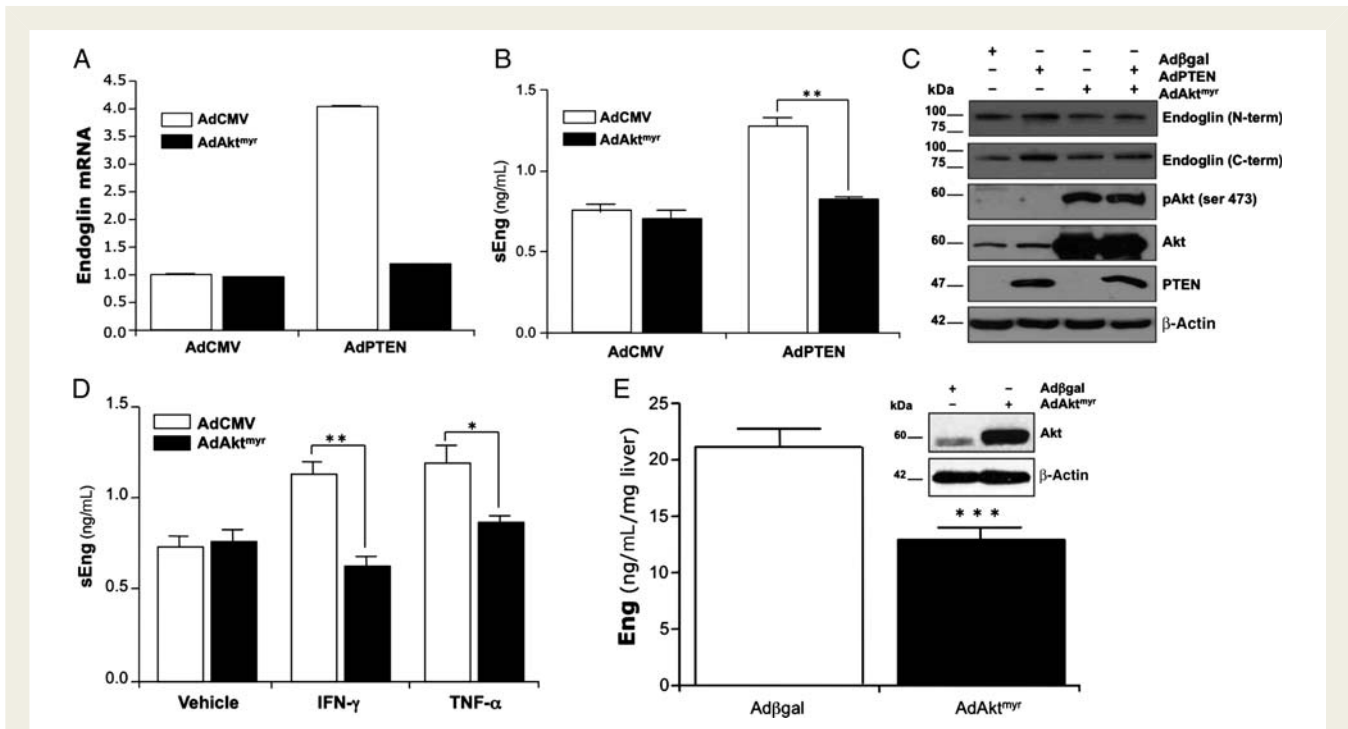 A
Endoglin mRNA
4.5
4.0
3.5
3.0
2.5
2.0
1.5
1.0
0.5
0.0
AdCMV
AdAktmyr
AdCMV AdPTEN
B
sEng (ng/mL)
1.5
1.0
0.5
0.0
AdCMV
AdAktmyr
**
AdCMV AdPTEN
C
+ − − − Adβgal
− + − + AdPTEN
kDa − − + + AdAktmyr
100
75
Endoglin (N-term)
100
75
Endoglin (C-term)
60 pAkt (ser 473)
60 Akt
47 PTEN
42 β-Actin
D
sEng (ng/mL)
1.5
1.0
0.5
0.0
AdCMV
AdAktmyr
** *
Vehicle IFN-γ TNF-α
E
Eng (ng/mL/mg liver)
25
20
15
10
5
0
+ − Adβgal
kDa − + AdAktmyr
60 Akt
42 β-Actin
***
Adβgal AdAktmyr